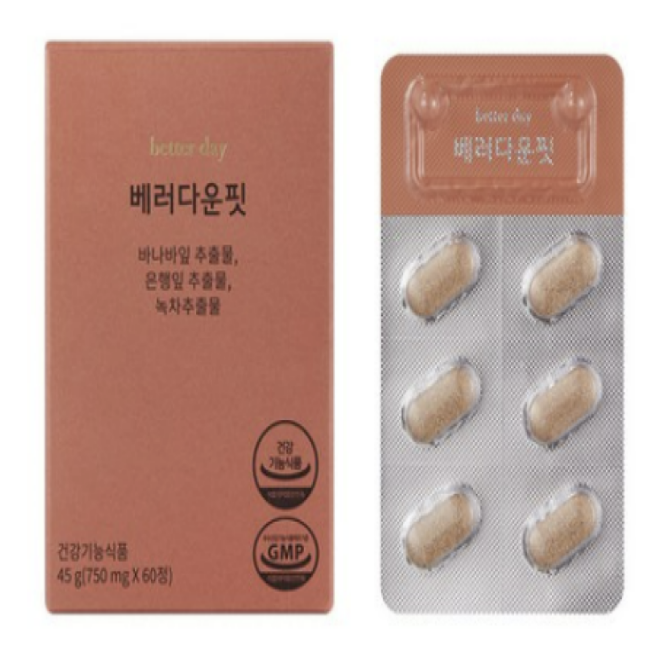 better day
베러다운핏
바나바잎 추출물,
은행잎 추출물,
녹차추출물
건강
기능식품
GMP
건강기능식품
45 g(750 mg X 60정)
better day
베러다운핏